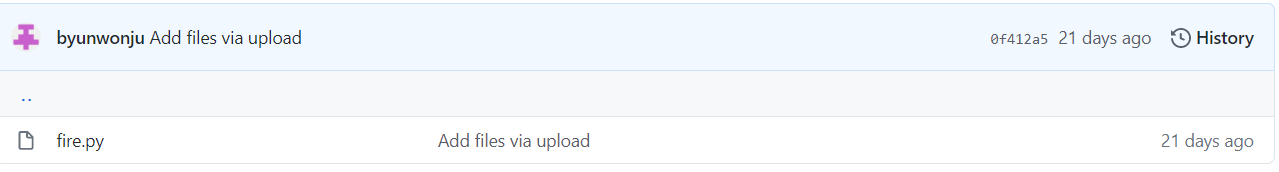 byunwonju Add files via upload 0f412a5 21 days ago History
..
fire.py Add files via upload 21 days ago